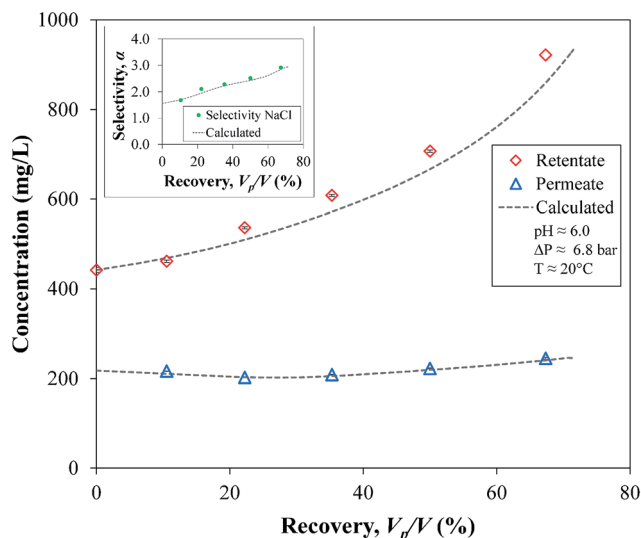 1000
800
600
400
200
0
Concentration (mg/L)
4.0
3.0
2.0
1.0
0.0
Selectivity, α
Selectivity NaCl
Calculated
0 20 40 60 80
Recovery, Vp/V (%)
Retentate
Permeate
Calculated
pH ≈ 6.0
ΔP ≈ 6.8 bar
T ≈ 20°C
0 20 40 60 80
Recovery, Vp/V (%)